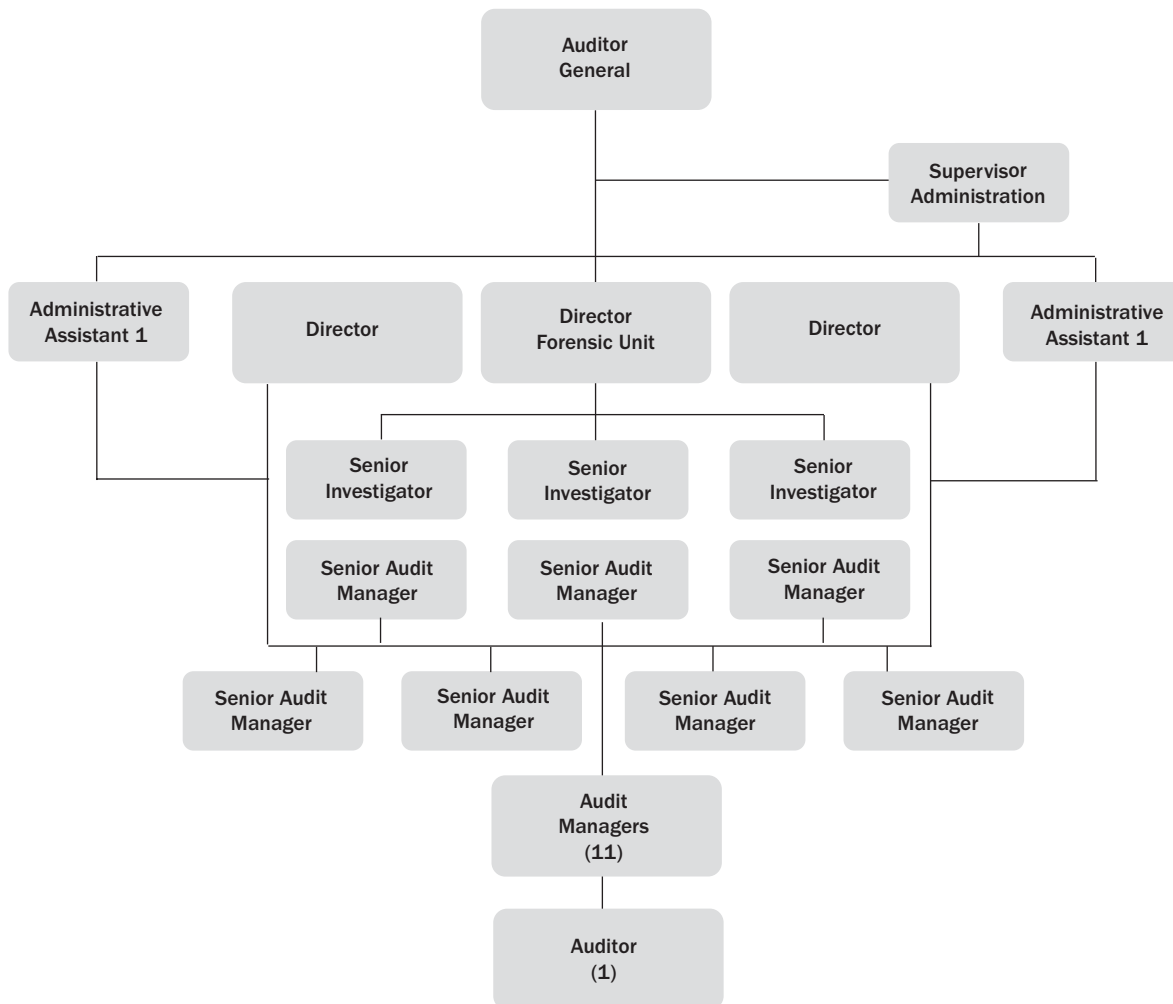 Auditor
General
Supervisor
Administration
Administrative
Assistant 1
Director
Director
Forensic Unit
Director
Administrative
Assistant 1
Senior
Investigator
Senior
Investigator
Senior
Investigator
Senior Audit
Manager
Senior Audit
Manager
Senior Audit
Manager
Senior Audit
Manager
Senior Audit
Manager
Senior Audit
Manager
Senior Audit
Manager
Audit
Managers
(11)
Auditor
(1)